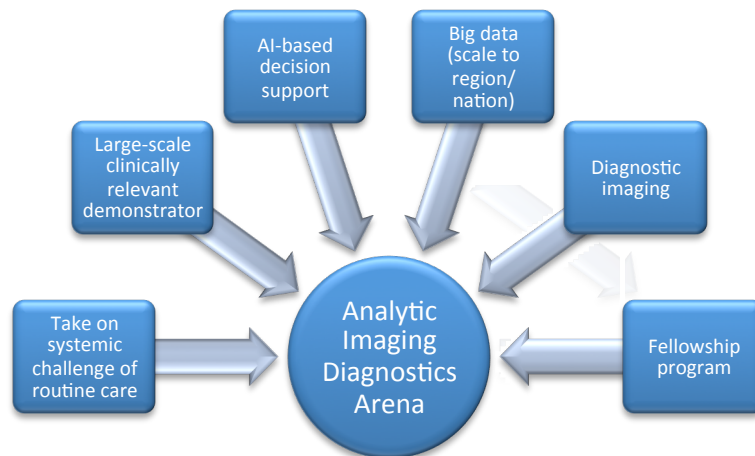 AI-based
decision
support
Big data
(scale to
region/
nation)
Large-scale
clinically
relevant
demonstrator
Diagnostic
imaging
Take on
systemic
challenge of
routine care
Analytic
Imaging
Diagnostics
Arena
Fellowship
program